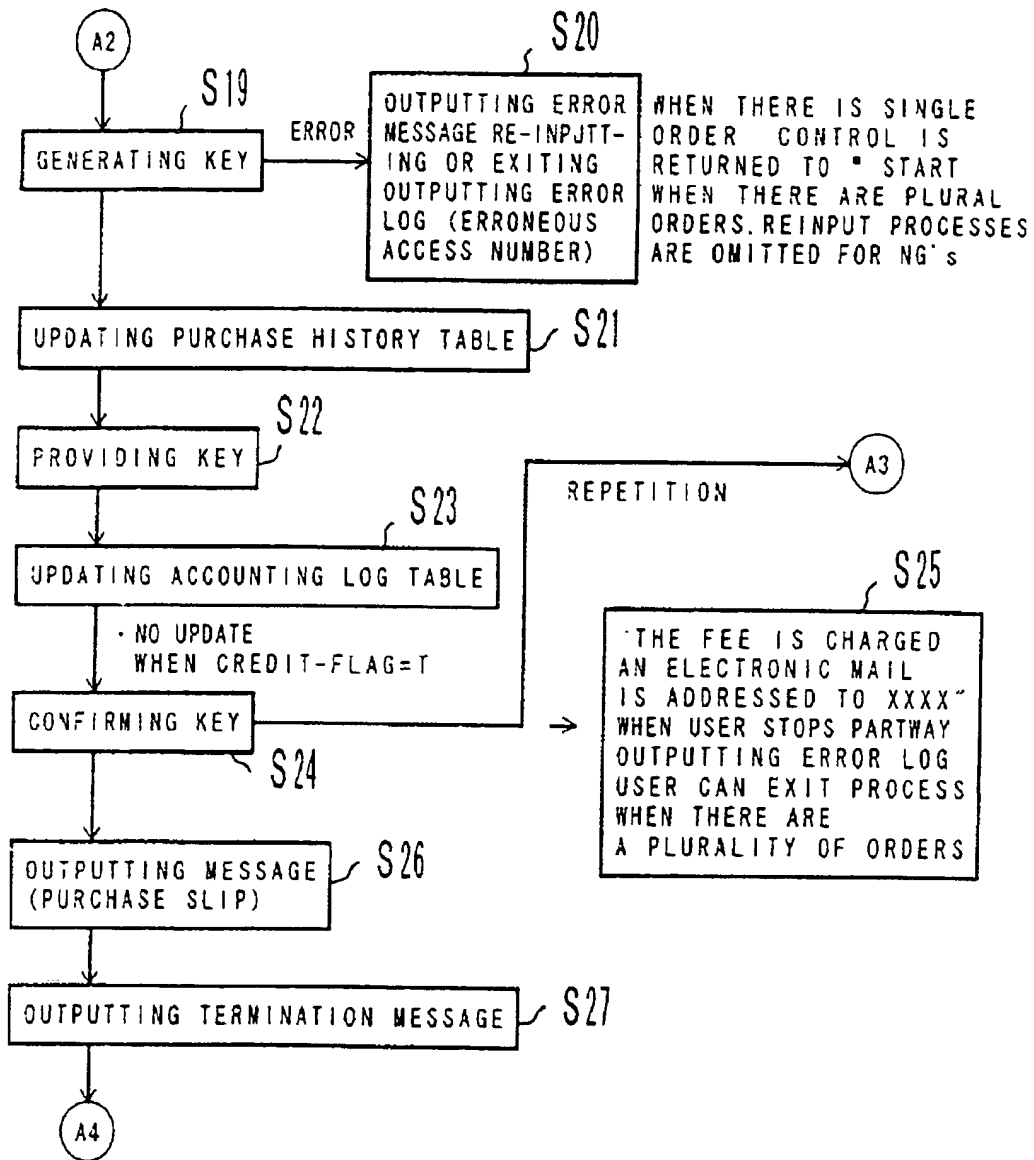 A2
S19
GENERATING KEY
ERROR
S20
OUTPUTTING ERROR
MESSAGE RE-INPUTT-
ING OR EXITING
OUTPUTTING ERROR
LOG (ERRONEOUS
ACCESS NUMBER)
WHEN THERE IS SINGLE
ORDER CONTROL IS
RETURNED TO " START
WHEN THERE ARE PLURAL
ORDERS. REINPUT PROCESSES
ARE OMITTED FOR NG's
UPDATING PURCHASE HISTORY TABLE
S21
S22
PROVIDING KEY
S23
UPDATING ACCOUNTING LOG TABLE
· NO UPDATE
WHEN CREDIT-FLAG=T
CONFIRMING KEY
S24
REPETITION
A3
S25
"THE FEE IS CHARGED
AN ELECTRONIC MAIL
IS ADDRESSED TO XXXX"
WHEN USER STOPS PARTWAY
OUTPUTTING ERROR LOG
USER CAN EXIT PROCESS
WHEN THERE ARE
A PLURALITY OF ORDERS
OUTPUTTING MESSAGE
(PURCHASE SLIP)
S26
OUTPUTTING TERMINATION MESSAGE
S27
A4